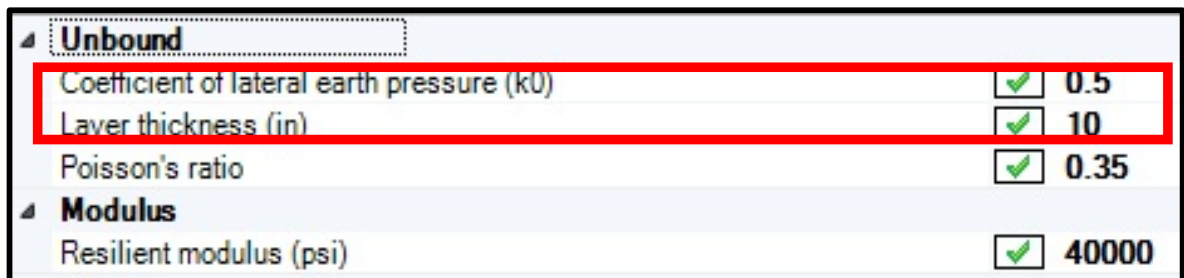 Unbound
Coefficient of lateral earth pressure (k0) 0.5
Layer thickness (in) 10
Poisson's ratio 0.35
Modulus
Resilient modulus (psi) 40000